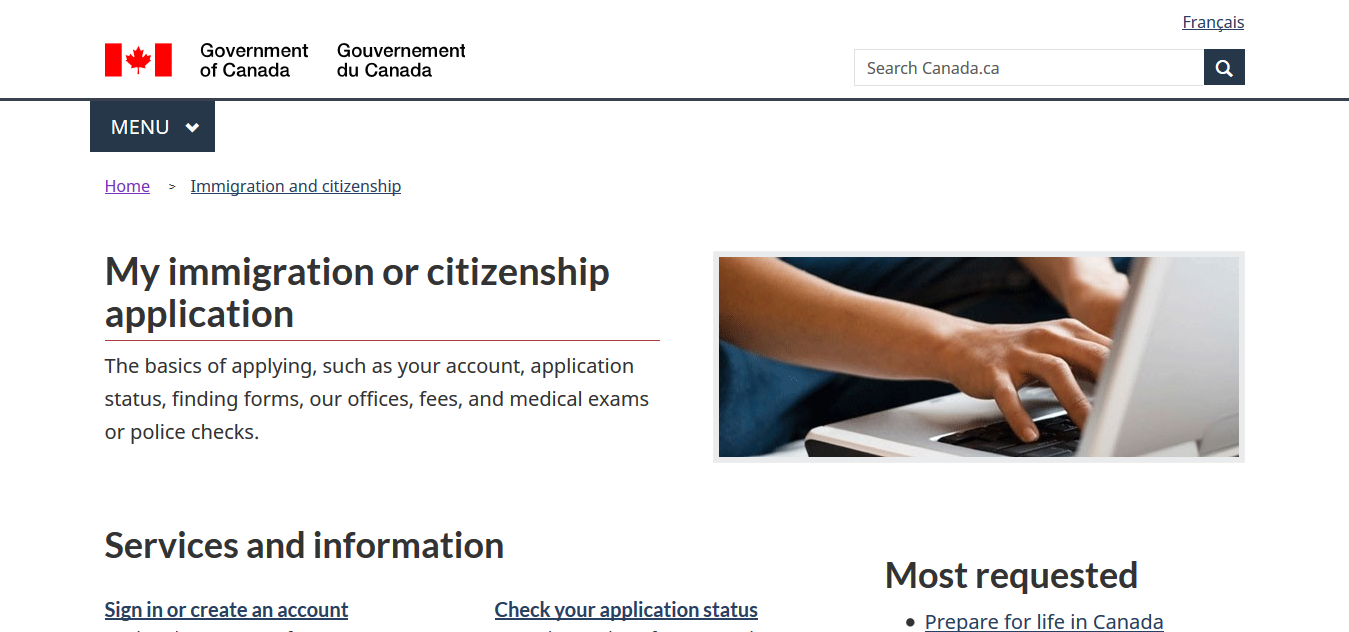 Français
Government
of Canada
Gouvernement
du Canada
Search Canada.ca
MENU
Home > Immigration and citizenship
My immigration or citizenship
application
The basics of applying, such as your account, application
status, finding forms, our offices, fees, and medical exams
or police checks.
Services and information
Sign in or create an account
Check your application status
Most requested
Prepare for life in Canada